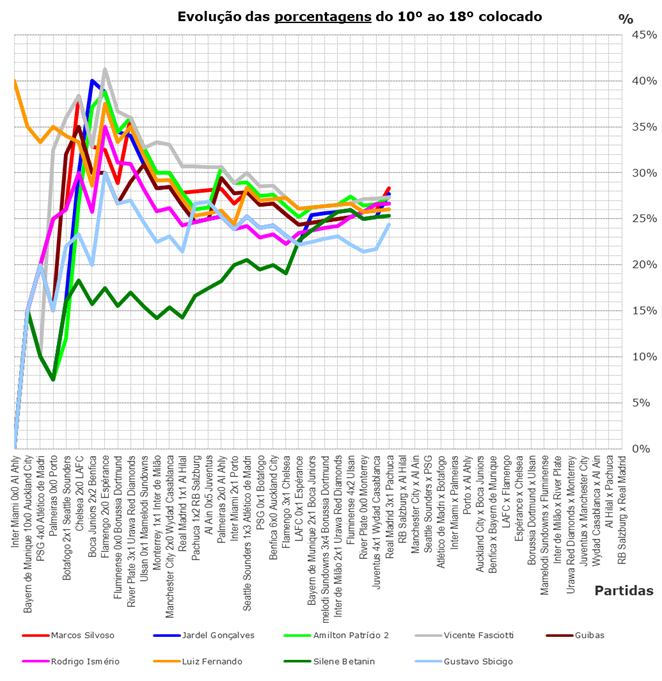 Evolução das porcentagens do 10º ao 18º colocado
%
45%
40%
35%
30%
25%
20%
15%
10%
5%
0%
Inter Miami 0x0 Al Ahly
Bayern de Munique 10x0 Auckland City
PSG 4x0 Atlético de Madri
Palmeiras 0x0 Porto
Botafogo 2x1 Seattle Sounders
Chelsea 2x0 LAFC
Boca Juniors 2x2 Benfica
Flamengo 2x0 Espérance
Fluminense 0x0 Borussia Dortmund
River Plate 3x1 Urawa Red Diamonds
Ulsan 0x1 Mamelodi Sundowns
Monterrey 1x1 Inter de Milão
Manchester City 2x0 Wydad Casablanca
Real Madrid 1x1 Al Hilal
Pachuca 1x2 RB Salzburg
Al Ain 0x5 Juventus
Palmeiras 2x0 Al Ahly
Inter Miami 2x1 Porto
Seattle Sounders 1x3 Atlético de Madri
PSG 0x1 Botafogo
Benfica 6x0 Auckland City
Flamengo 3x1 Chelsea
LAFC 0x1 Espérance
Bayern de Munique 2x1 Boca Juniors
melodi Sundowns 3x4 Borussia Dortmund
Inter de Milão 2x1 Urawa Red Diamonds
Fluminense 4x2 Ulsan
River Plate 0x0 Monterrey
Juventus 4x1 Wydad Casablanca
Real Madrid 3x1 Pachuca
RB Salzburg x Al Hilal
Manchester City x Al Ain
Seattle Sounders x PSG
Atlético de Madri x Botafogo
Inter Miami x Palmeiras
Porto x Al Ahly
Auckland City x Boca Juniors
Benfica x Bayern de Munique
LAFC x Flamengo
Espérance x Chelsea
Borussia Dortmund x Ulsan
Mamelodi Sundowns x Fluminense
Inter de Milão x River Plate
Urawa Red Diamonds x Monterrey
Juventus x Manchester City
Wydad Casablanca x Al Ain
Al Hilal x Pachuca
RB Salzburg x Real Madrid
Partidas
Marcos Silvoso
Jardel Gonçalves
Amilton Patrício 2
Vicente Fasciotti
Guibas
Rodrigo Ismério
Luiz Fernando
Silene Betanin
Gustavo Sbicigo